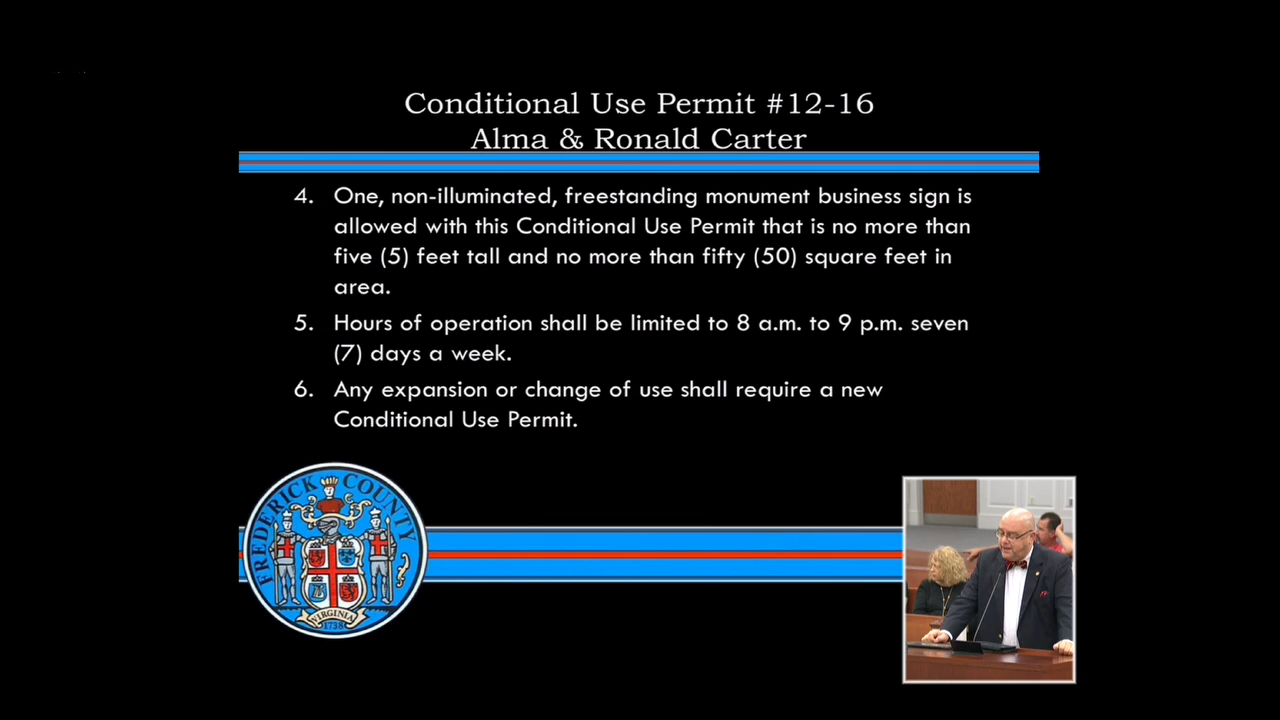 Conditional Use Permit #12-16
Alma & Ronald Carter
4. One, non-illuminated, freestanding monument business sign is
allowed with this Conditional Use Permit that is no more than
five (5) feet tall and no more than fifty (50) square feet in
area.
5. Hours of operation shall be limited to 8 a.m. to 9 p.m. seven
(7) days a week.
6. Any expansion or change of use shall require a new
Conditional Use Permit.
FREDERICK COUNTY
VIRGINIA
1738